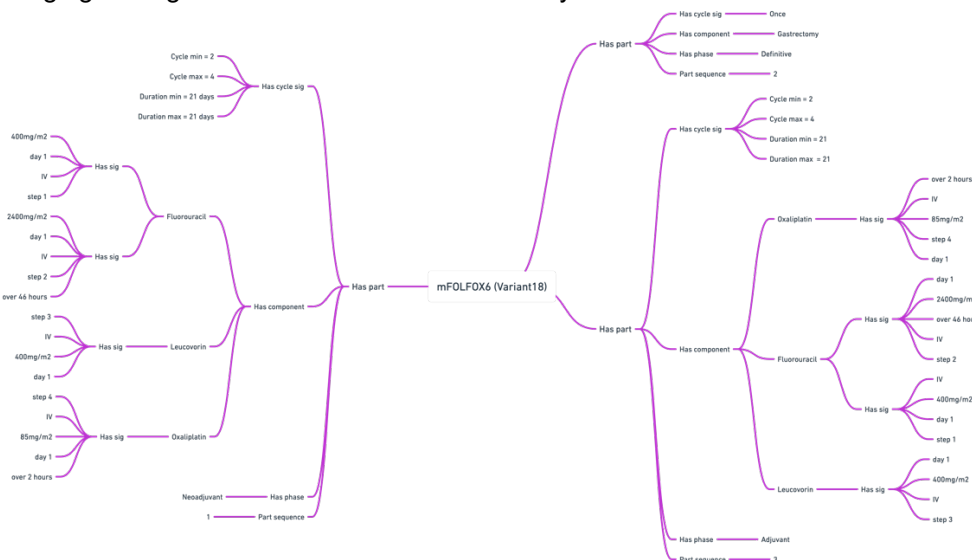 Has cycle sig
Once
Has component
Gastrectomy
Has part
Has phase
Definitive
Part sequence
2
Cycle min = 2
Cycle max = 4
Has cycle sig
Duration min = 21 days
Duration max = 21 days
400mg/m2
day 1
Has sig
IV
step 1
Fluorouracil
2400mg/m2
day 1
IV
Has sig
step 2
over 46 hours
Has component
step 3
IV
Has sig
Leucovorin
400mg/m2
day 1
step 4
IV
85mg/m2
Has sig
Oxaliplatin
day 1
over 2 hours
Neoadjuvant
Has phase
1
Part sequence
Has part
mFOLFOX6 (Variant18)
Has part
Cycle min = 2
Cycle max = 4
Has cycle sig
Duration min = 21
Duration max = 21
Has component
Oxaliplatin
Has sig
over 2 hours
IV
85mg/m2
step 4
day 1
Fluorouracil
Has sig
day 1
2400mg/m
over 46 ho
IV
step 2
Has sig
IV
400mg/m2
day 1
step 1
Leucovorin
Has sig
day 1
400mg/m2
IV
step 3
Has phase
Adjuvant
Part sequence